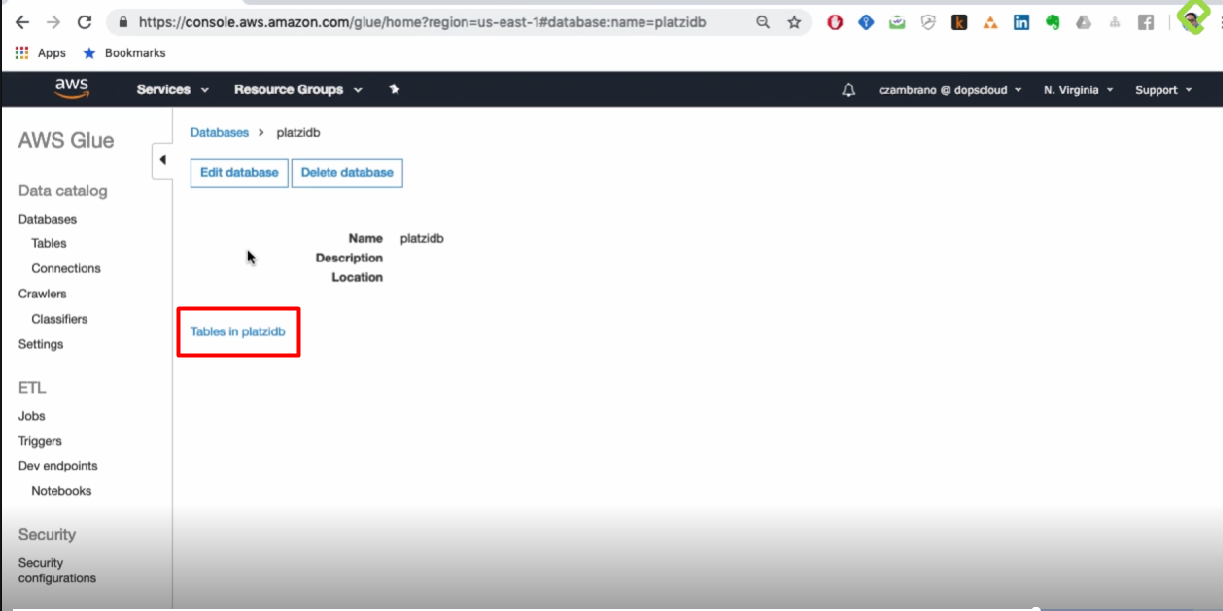 https://console.aws.amazon.com/glue/home?region=us-east-1#database:name=platzidb
Apps Bookmarks
aws Services Resource Groups czambrano @ dopscloud N. Virginia Support
AWS Glue
Data catalog
Databases
Tables
Connections
Crawlers
Classifiers
Settings
ETL
Jobs
Triggers
Dev endpoints
Notebooks
Security
Security
configurations
Databases > platzidb
Edit database Delete database
Name platzidb
Description
Location
Tables in platzidb